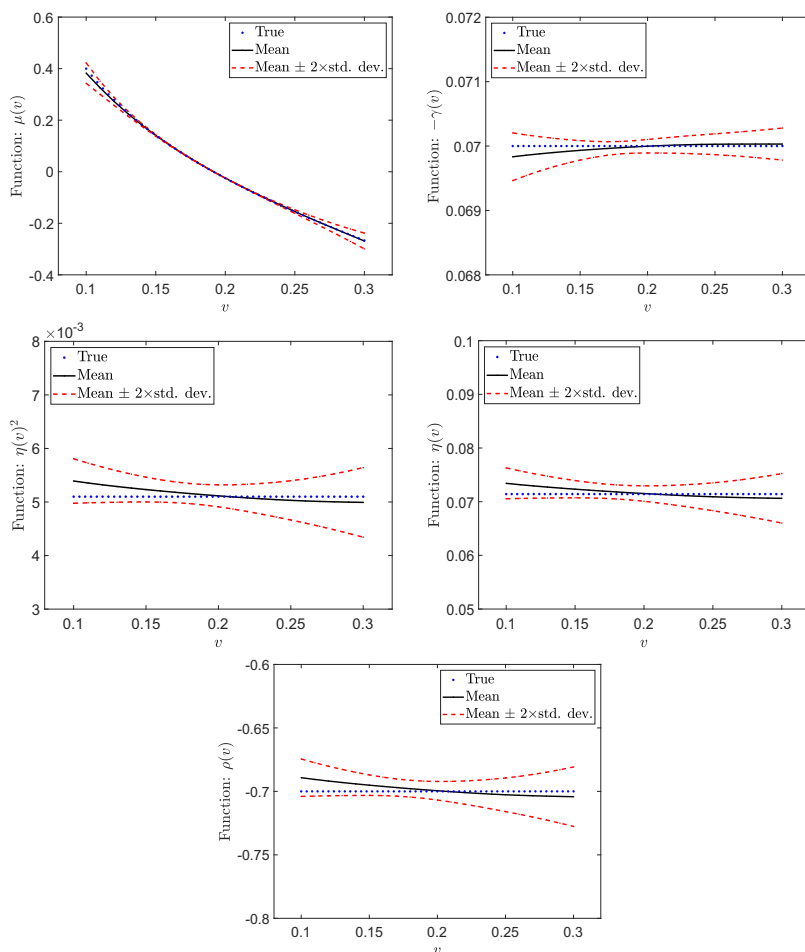 0.6
0.4
0.2
0
-0.2
-0.4
0.1
0.15
0.2
0.25
0.3
v
Function: μ(v)
True
Mean
Mean ± 2×std. dev.
0.072
0.071
0.07
0.069
0.068
0.1
0.15
0.2
0.25
0.3
v
Function: −γ(v)
True
Mean
Mean ± 2×std. dev.
×10⁻³
8
7
6
5
4
3
0.1
0.15
0.2
0.25
0.3
v
Function: η(v)²
True
Mean
Mean ± 2×std. dev.
0.1
0.09
0.08
0.07
0.06
0.05
0.1
0.15
0.2
0.25
0.3
v
Function: η(v)
True
Mean
Mean ± 2×std. dev.
-0.6
-0.65
-0.7
-0.75
-0.8
0.1
0.15
0.2
0.25
0.3
v
Function: ρ(v)
True
Mean
Mean ± 2×std. dev.